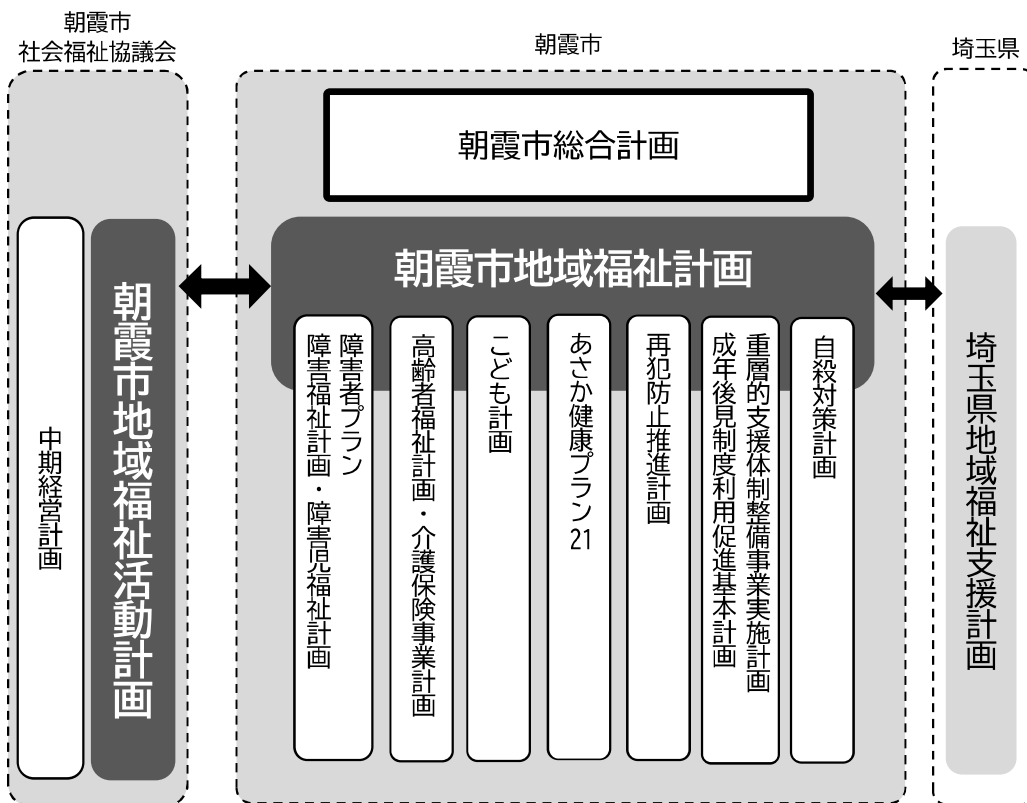 朝霞市
社会福祉協議会
中期経営計画
朝霞市地域福祉活動計画
朝霞市
朝霞市総合計画
朝霞市地域福祉計画
障害者プラン
障害福祉計画・障害児福祉計画
高齢者福祉計画・介護保険事業計画
こども計画
あさか健康プラン21
再犯防止推進計画
重層的支援体制整備事業実施計画
成年後見制度利用促進基本計画
自殺対策計画
埼玉県
埼玉県地域福祉支援計画